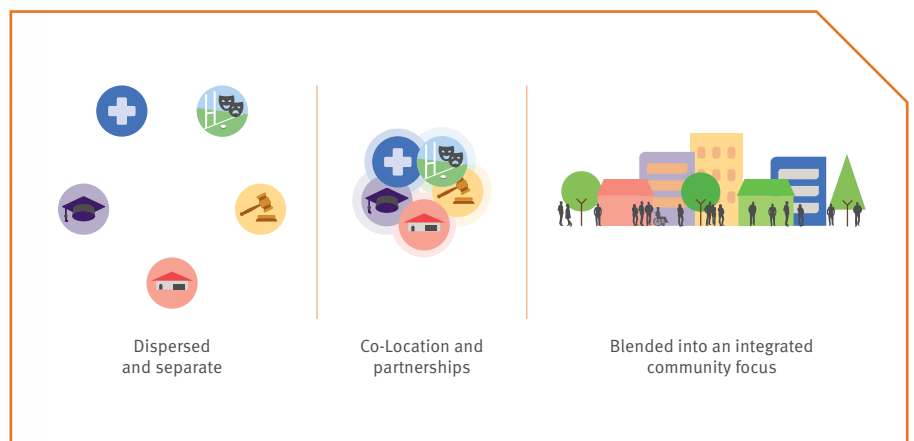 Dispersed
and separate
Co-Location and
partnerships
Blended into an integrated
community focus